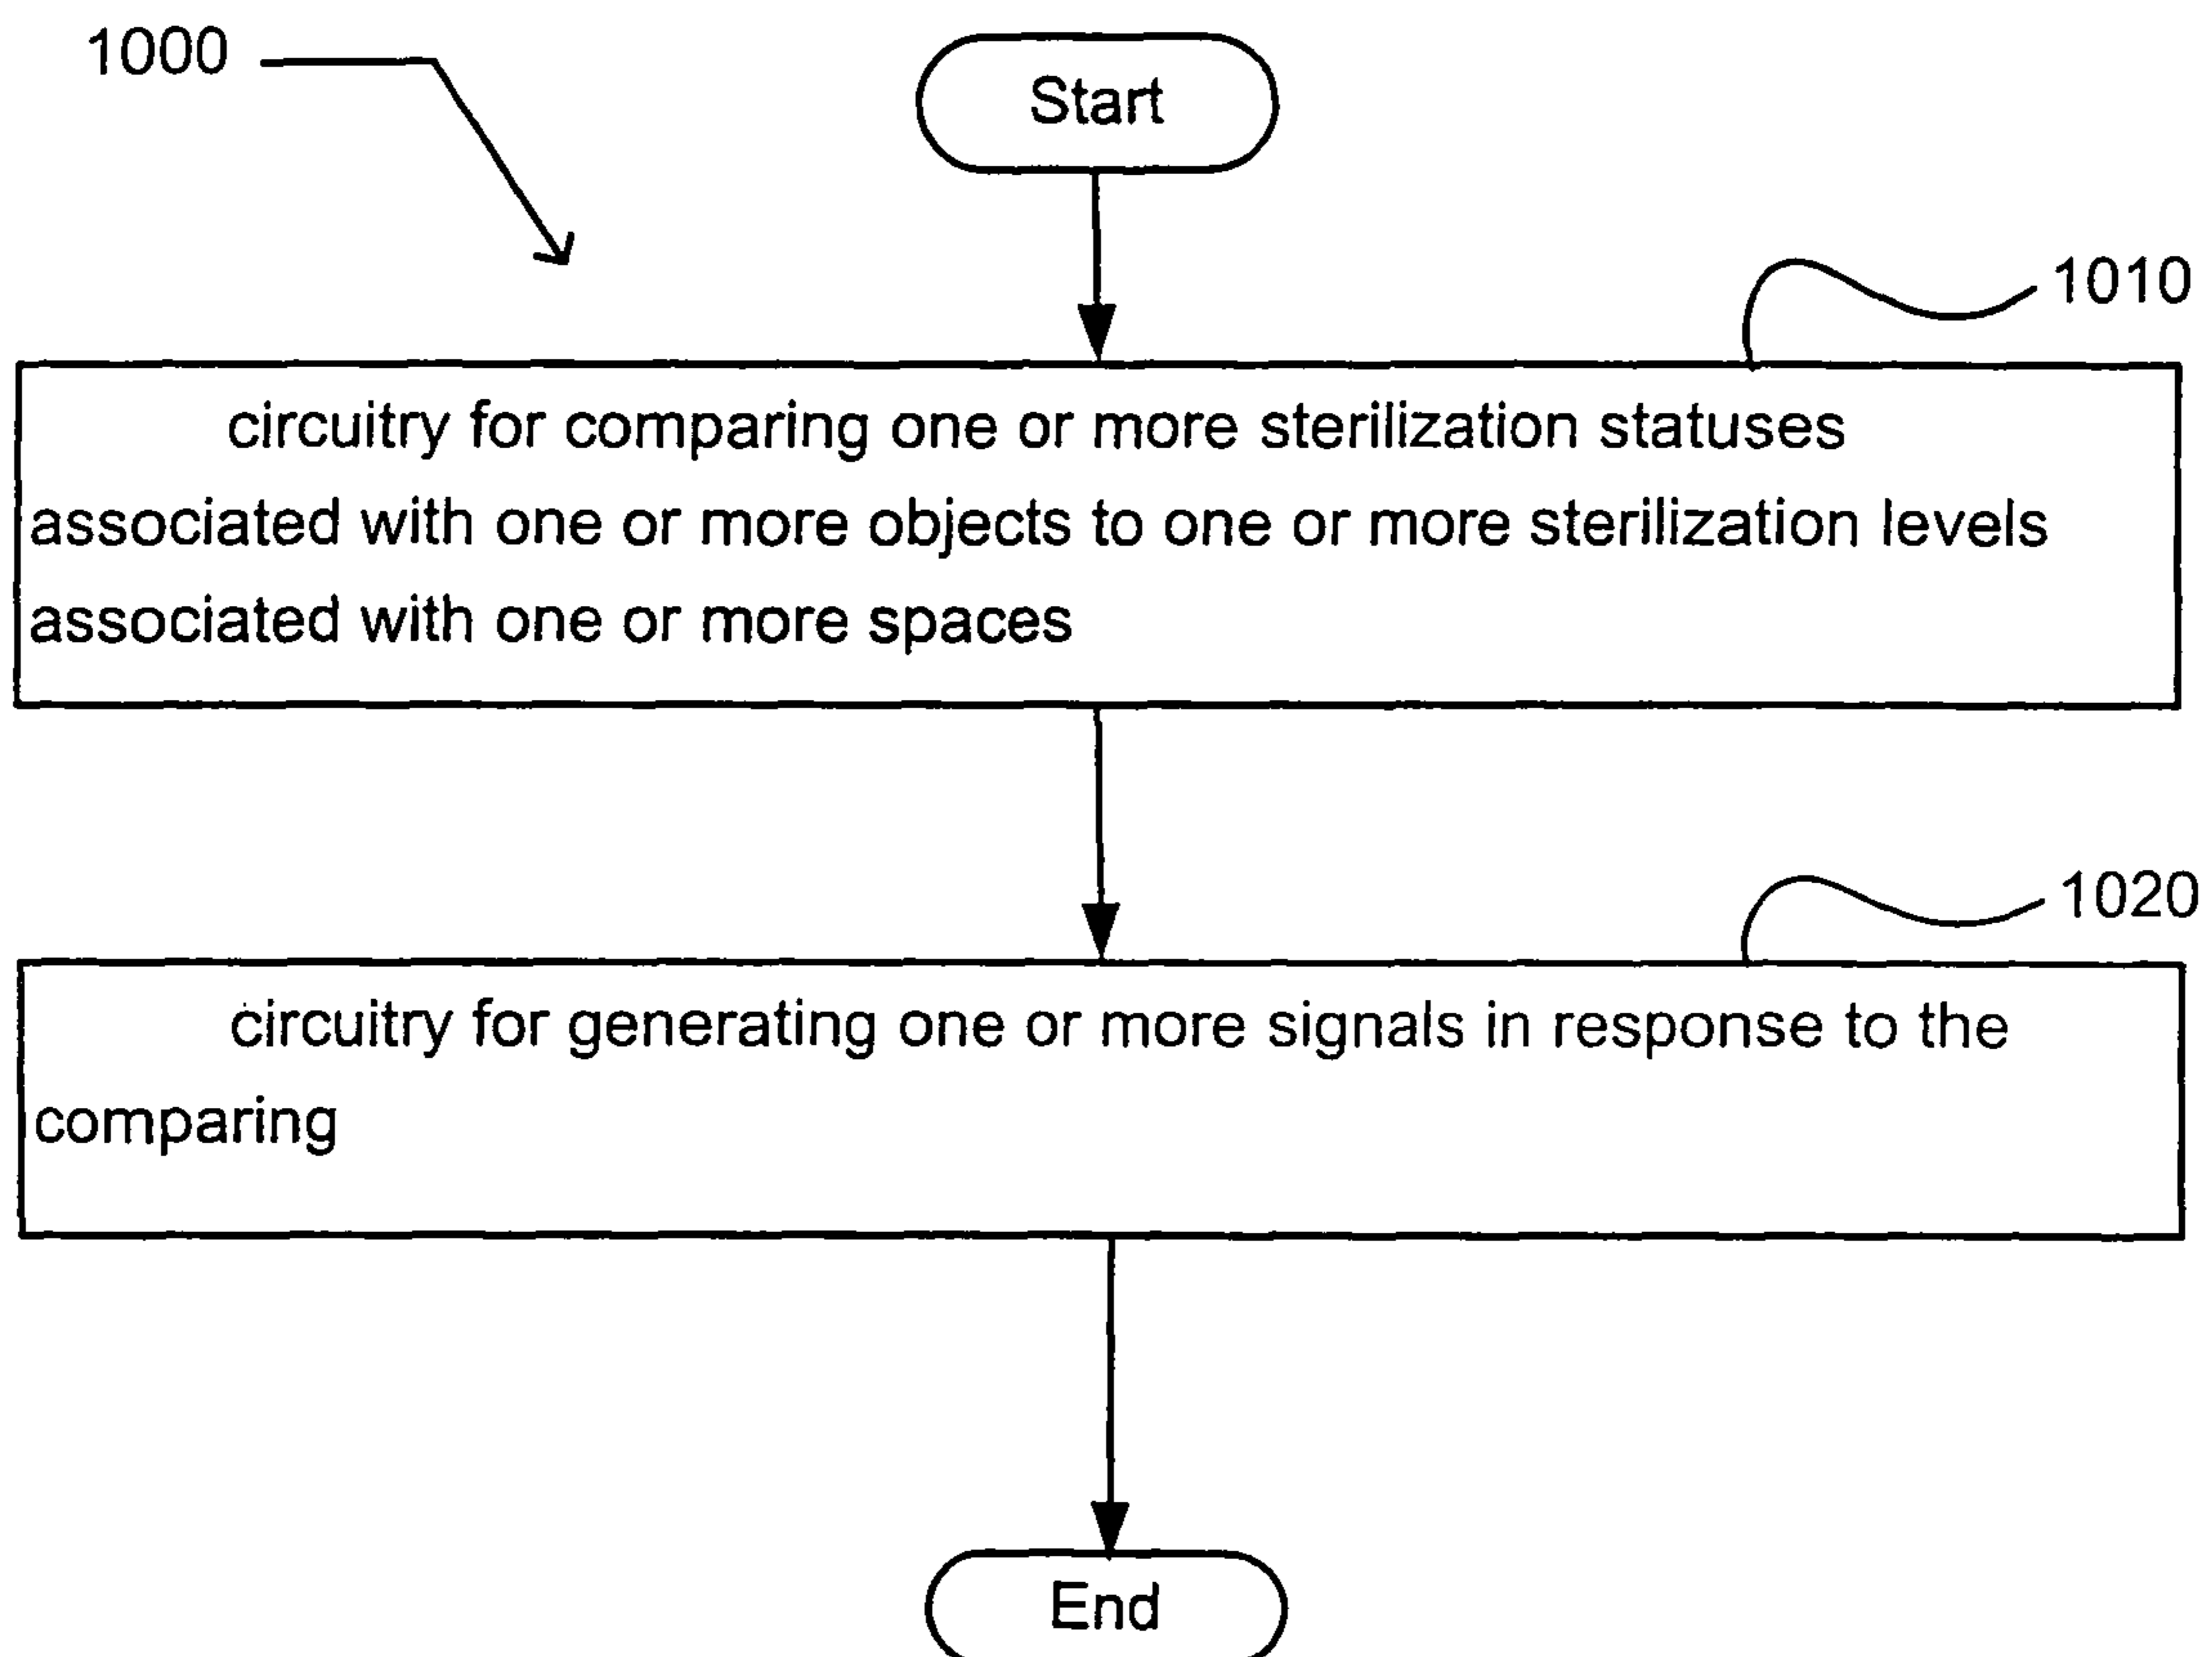 1000
Start
1010
circuitry for comparing one or more sterilization statuses
associated with one or more objects to one or more sterilization levels
associated with one or more spaces
1020
circuitry for generating one or more signals in response to the
comparing
End